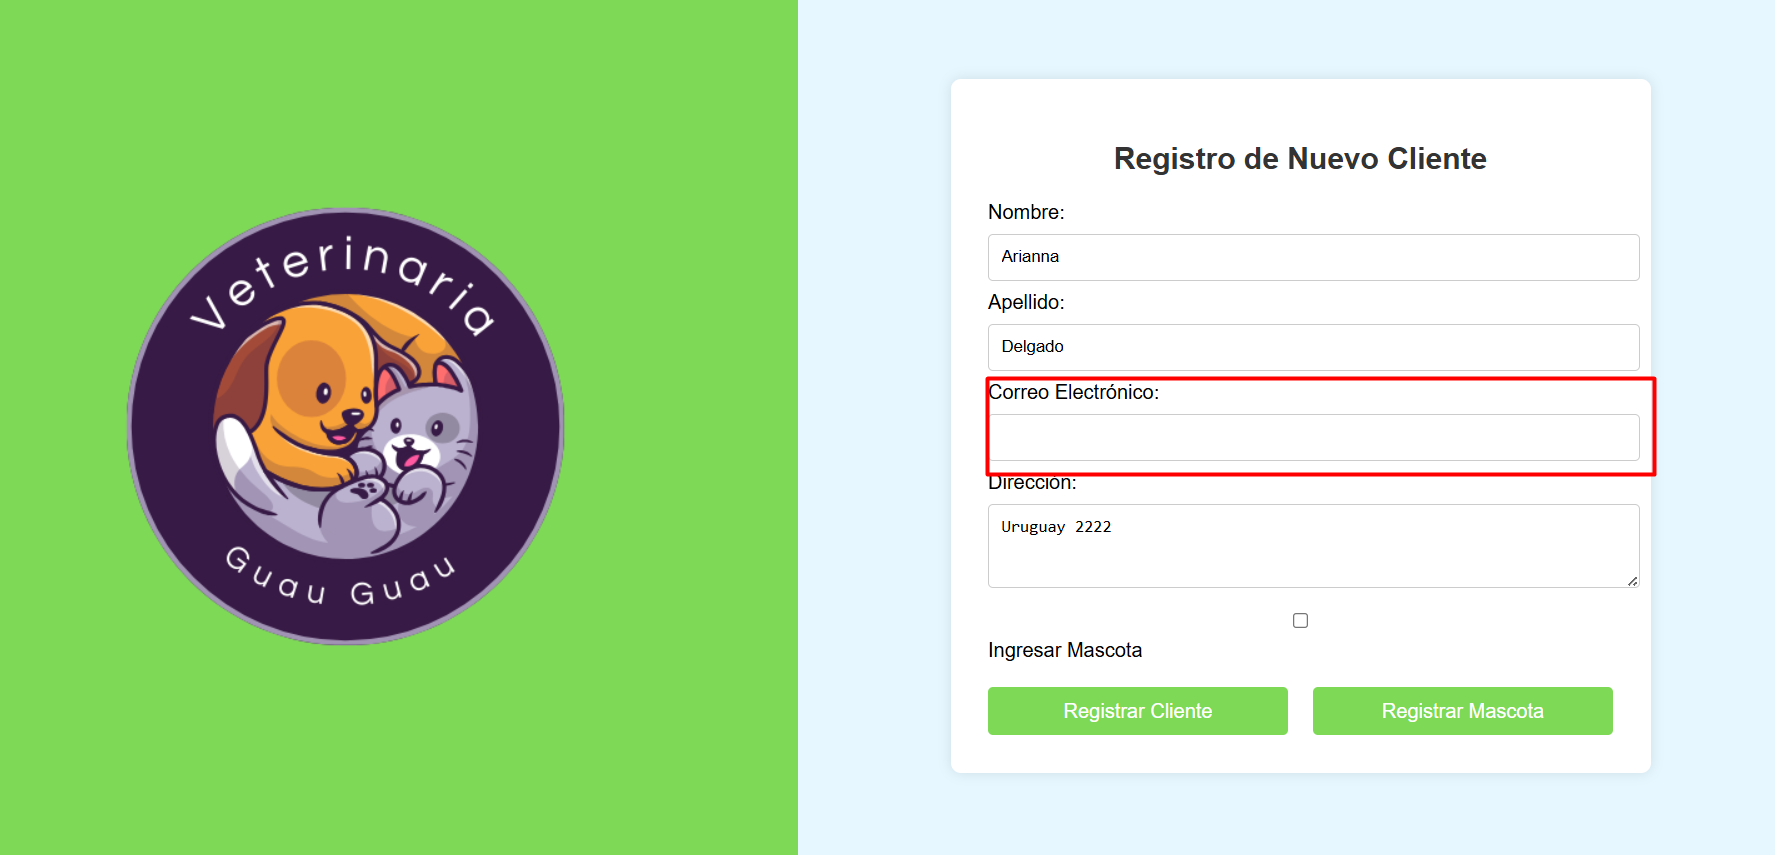 Veterinaria
Guau Guau
Registro de Nuevo Cliente
Nombre:
Arianna
Apellido:
Delgado
Correo Electrónico:
Dirección:
Uruguay 2222
Ingresar Mascota
Registrar Cliente
Registrar Mascota